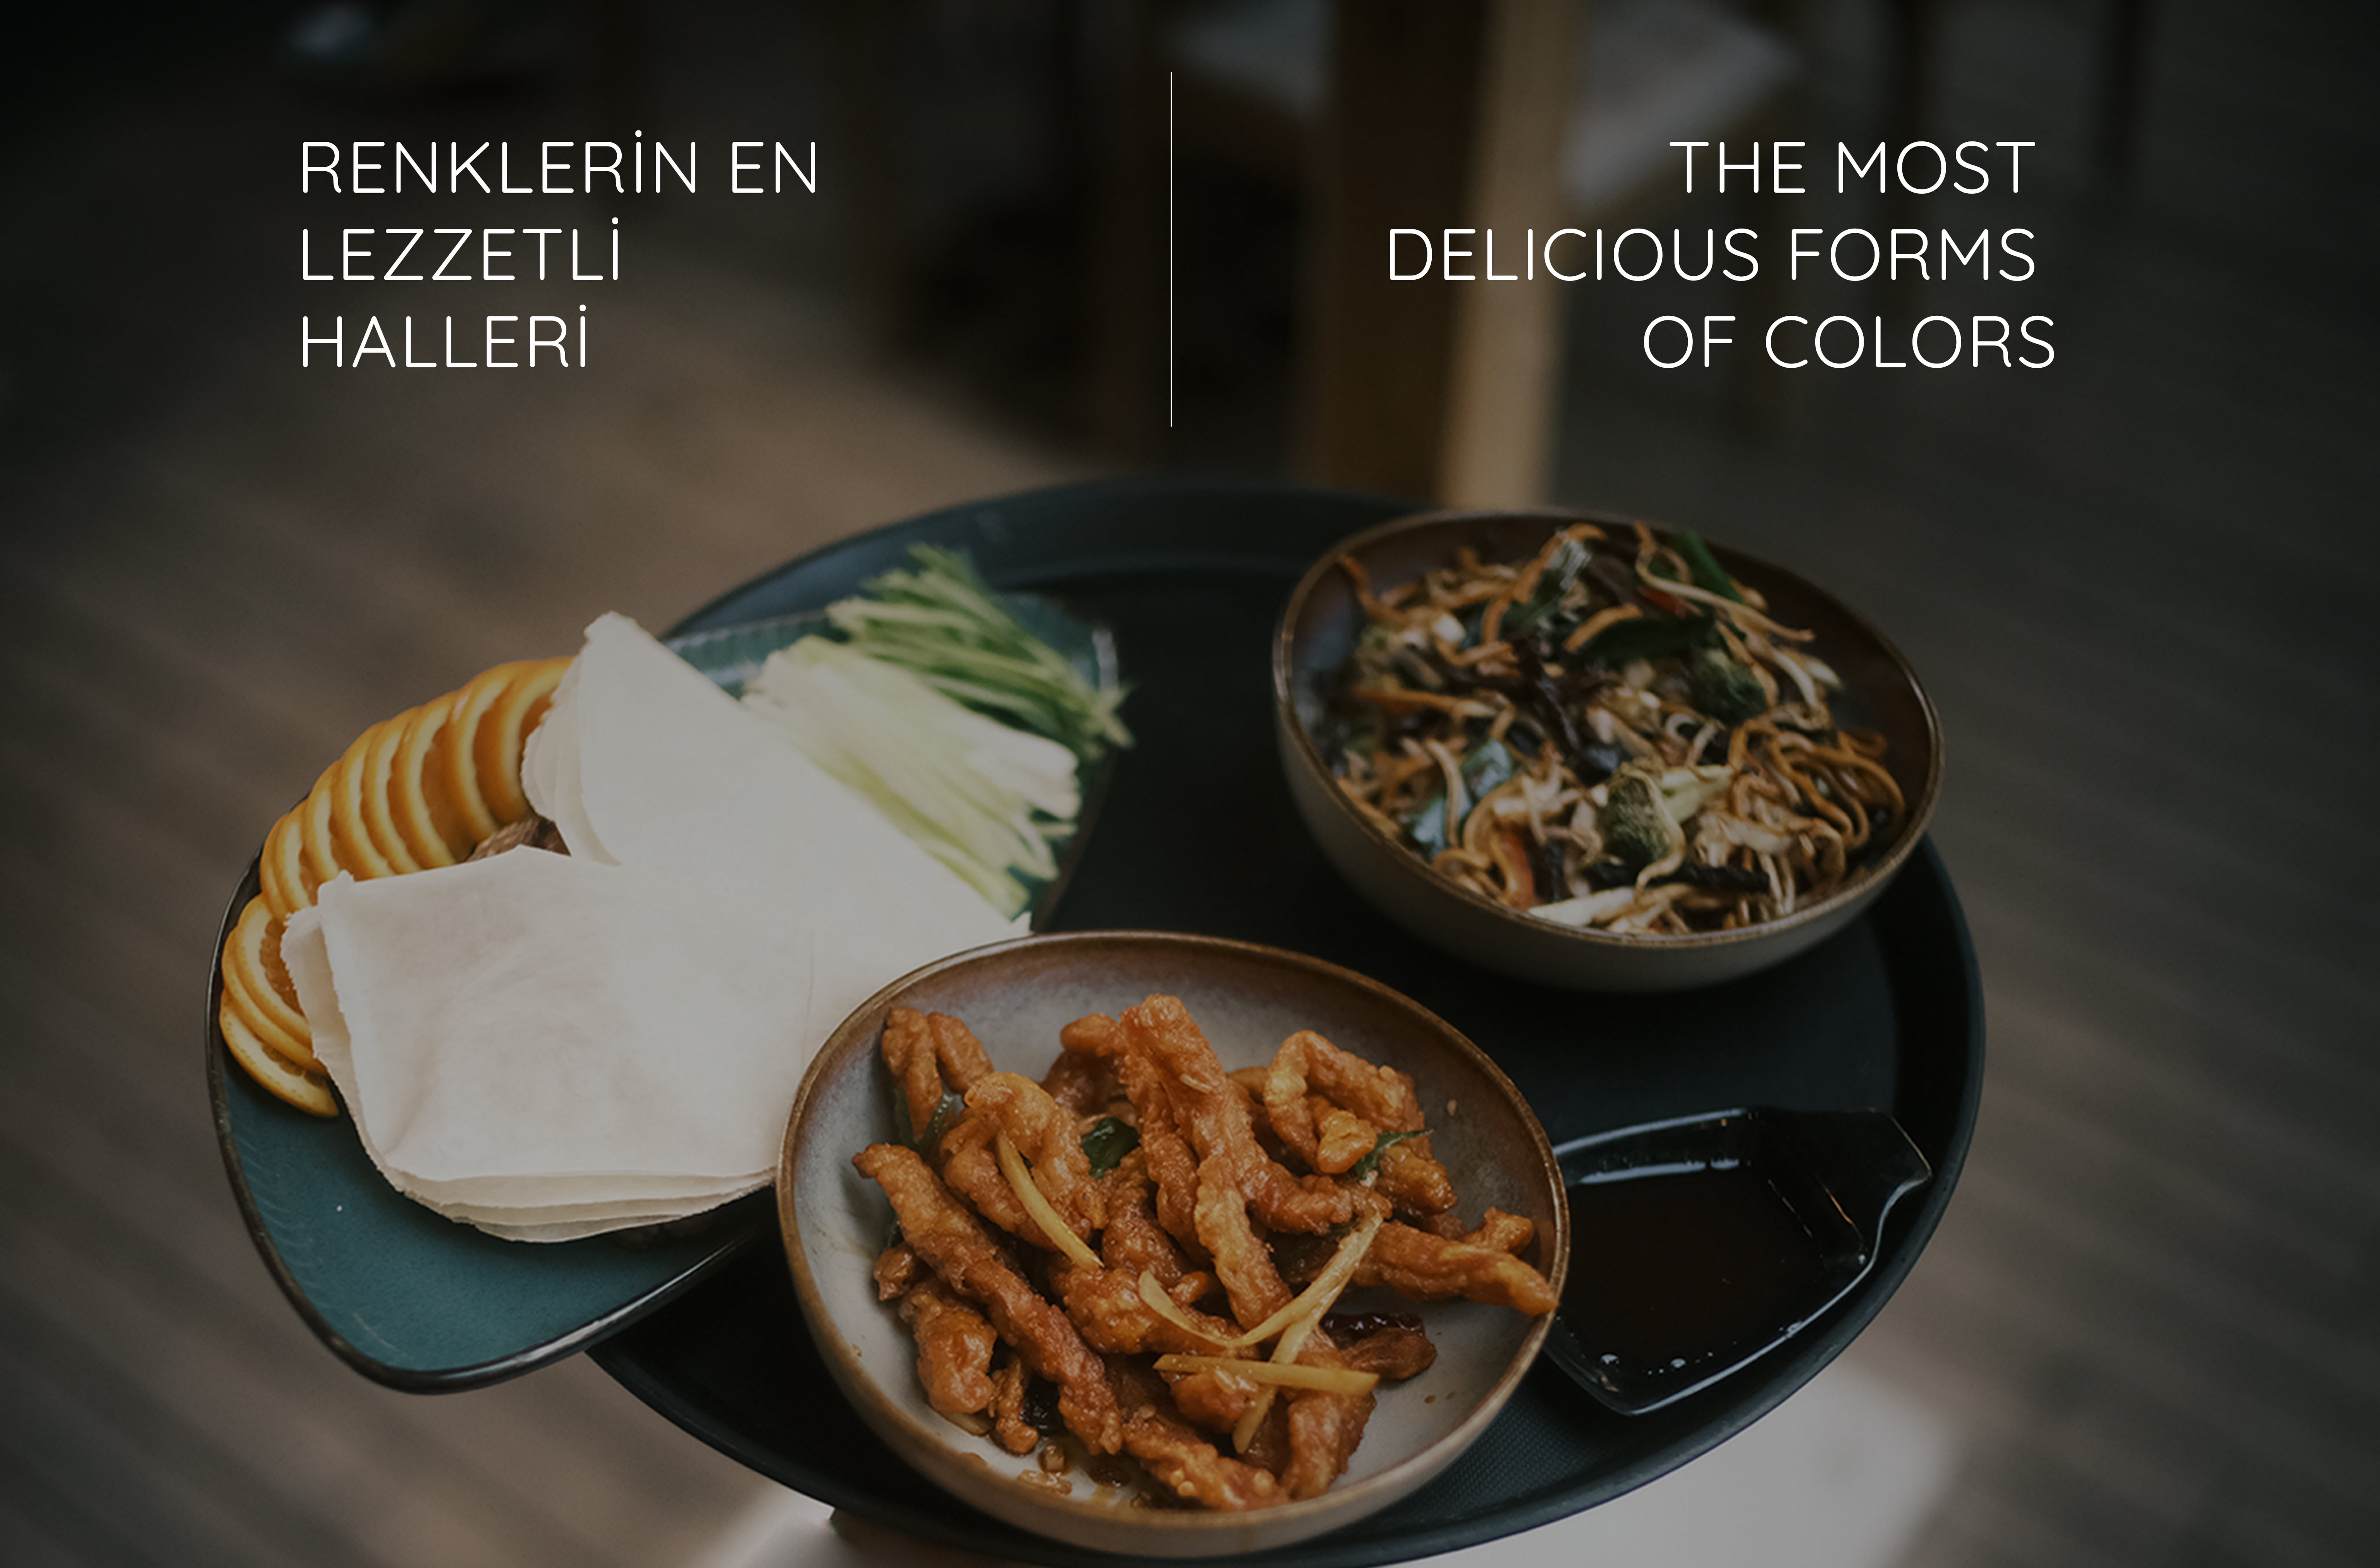 RENKLERİN EN
LEZZETLİ
HALLERİ
THE MOST
DELICIOUS FORMS
OF COLORS